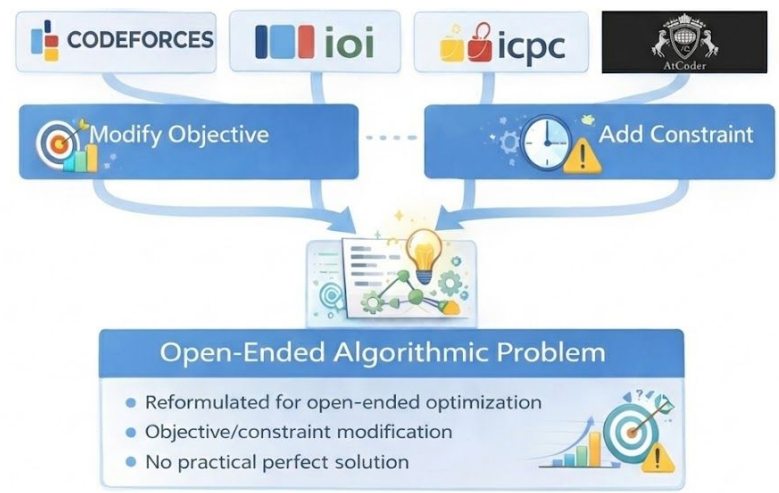 CODEFORCES
ioi
icpc
AtCoder
Modify Objective
Add Constraint
Open-Ended Algorithmic Problem
Reformulated for open-ended optimization
Objective/constraint modification
No practical perfect solution